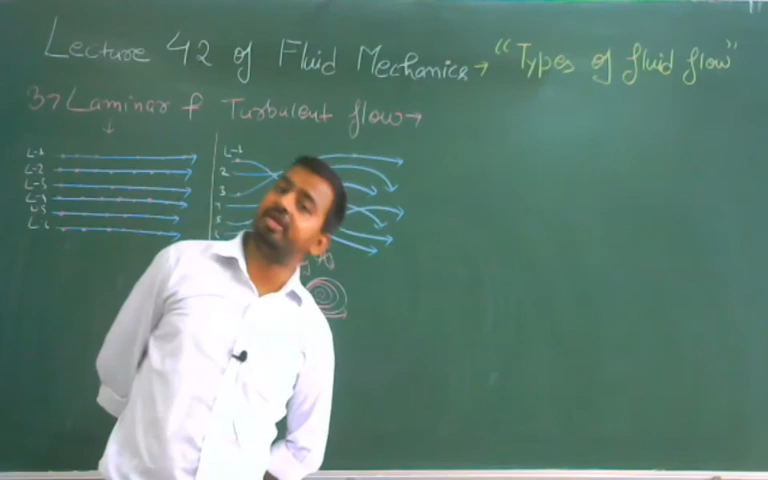 Lecture 42 of Fluid Mechanics → "Types of fluid flow"
3→ Laminar & Turbulent flow →
L-1
L-2
L-3
L-4
L-5
L-6
L-1
2
3
4
5
6